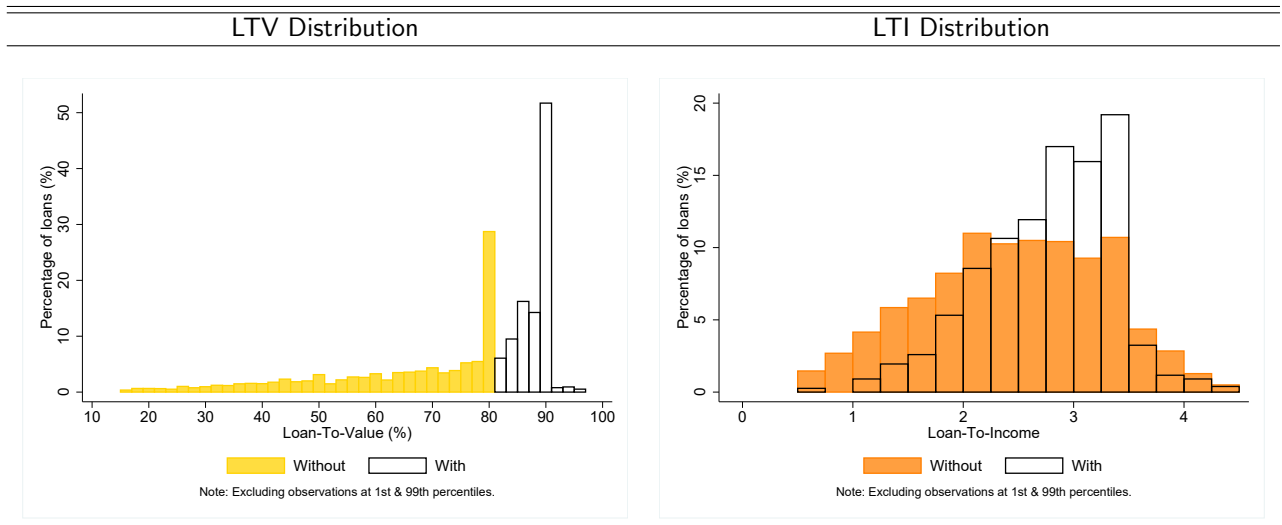 LTV Distribution
LTI Distribution
Percentage of loans (%)
0
10
20
30
40
50
10
20
30
40
50
60
70
80
90
100
Loan-To-Value (%)
Without
With
Note: Excluding observations at 1st & 99th percentiles.
Percentage of loans (%)
0
5
10
15
20
0
1
2
3
4
Loan-To-Income
Without
With
Note: Excluding observations at 1st & 99th percentiles.